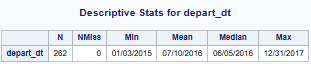 Descriptive Stats for depart_dt
N NMiss Min Mean Median Max
depart_dt 262 0 01/03/2015 07/10/2016 06/05/2016 12/31/2017